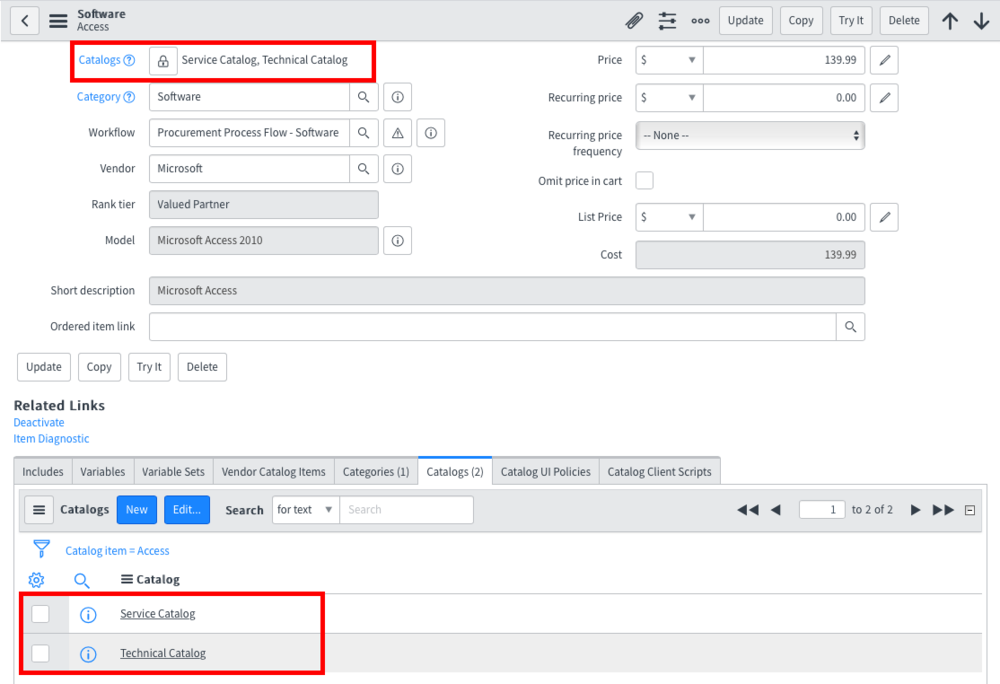 Software
Access
Update Copy Try It Delete
Catalogs Service Catalog, Technical Catalog
Category Software
Workflow Procurement Process Flow - Software
Vendor Microsoft
Rank tier Valued Partner
Model Microsoft Access 2010
Price $ 139.99
Recurring price $ 0.00
Recurring price frequency -- None --
Omit price in cart
List Price $ 0.00
Cost 139.99
Short description Microsoft Access
Ordered item link
Update Copy Try It Delete
Related Links
Deactivate
Item Diagnostic
Includes Variables Variable Sets Vendor Catalog Items Categories (1) Catalogs (2) Catalog UI Policies Catalog Client Scripts
Catalogs New Edit... Search for text Search 1 to 2 of 2
Catalog item = Access
Catalog
Service Catalog
Technical Catalog